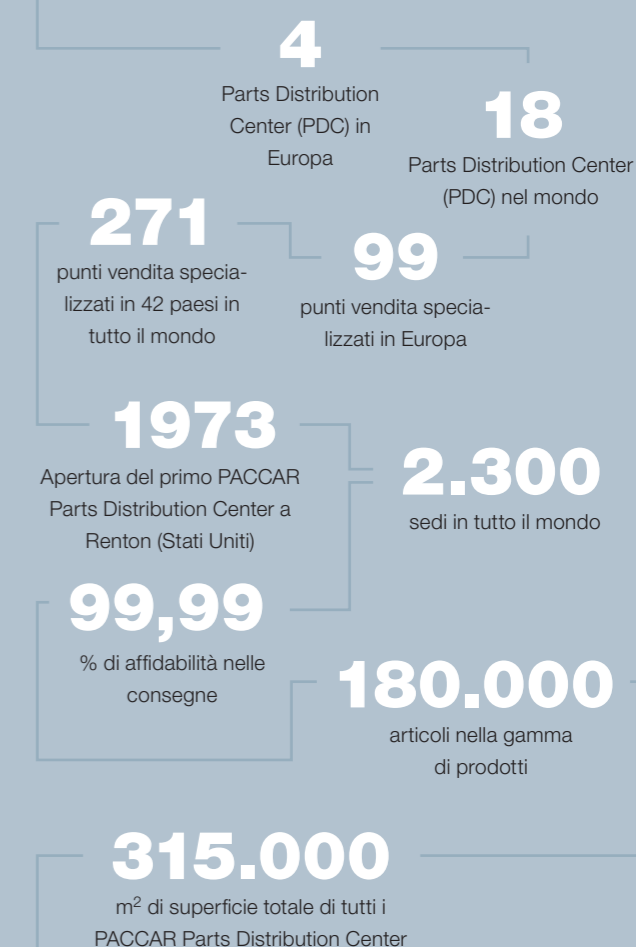 4
Parts Distribution
Center (PDC) in
Europa
18
Parts Distribution Center
(PDC) nel mondo
271
punti vendita specia-
lizzati in 42 paesi in
tutto il mondo
99
punti vendita specia-
lizzati in Europa
1973
Apertura del primo PACCAR
Parts Distribution Center a
Renton (Stati Uniti)
2.300
sedi in tutto il mondo
99,99
% di affidabilità nelle
consegne
180.000
articoli nella gamma
di prodotti
315.000
m² di superficie totale di tutti i
PACCAR Parts Distribution Center